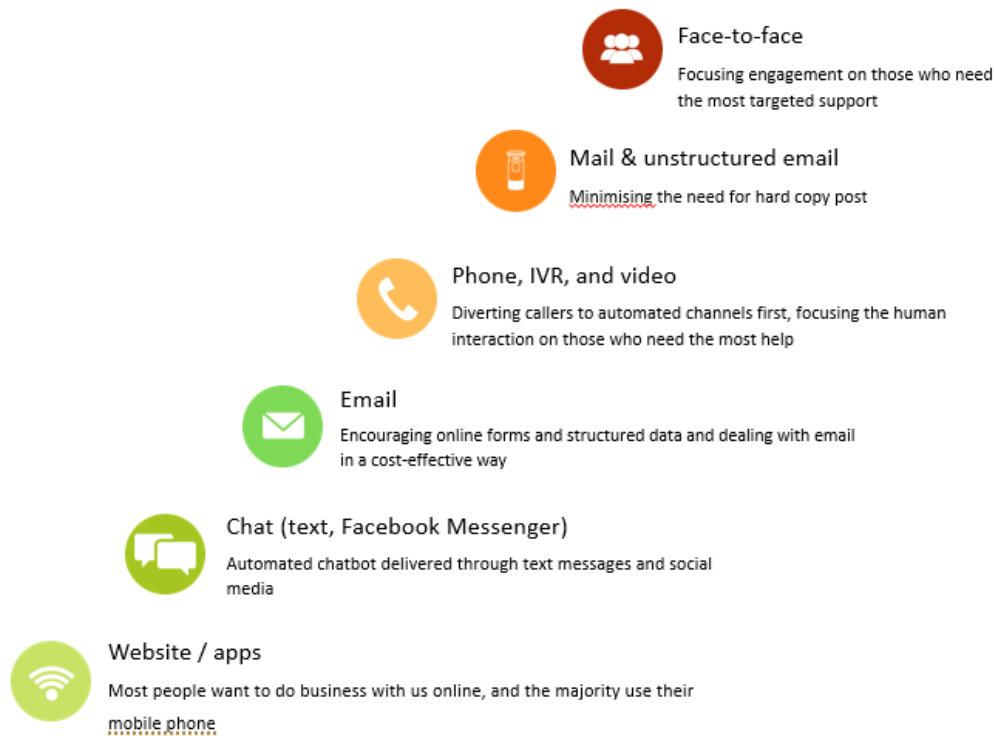 Face-to-face
Focusing engagement on those who need
the most targeted support
Mail & unstructured email
Minimising the need for hard copy post
Phone, IVR, and video
Diverting callers to automated channels first, focusing the human
interaction on those who need the most help
Email
Encouraging online forms and structured data and dealing with email
in a cost-effective way
Chat (text, Facebook Messenger)
Automated chatbot delivered through text messages and social
media
Website / apps
Most people want to do business with us online, and the majority use their
mobile phone